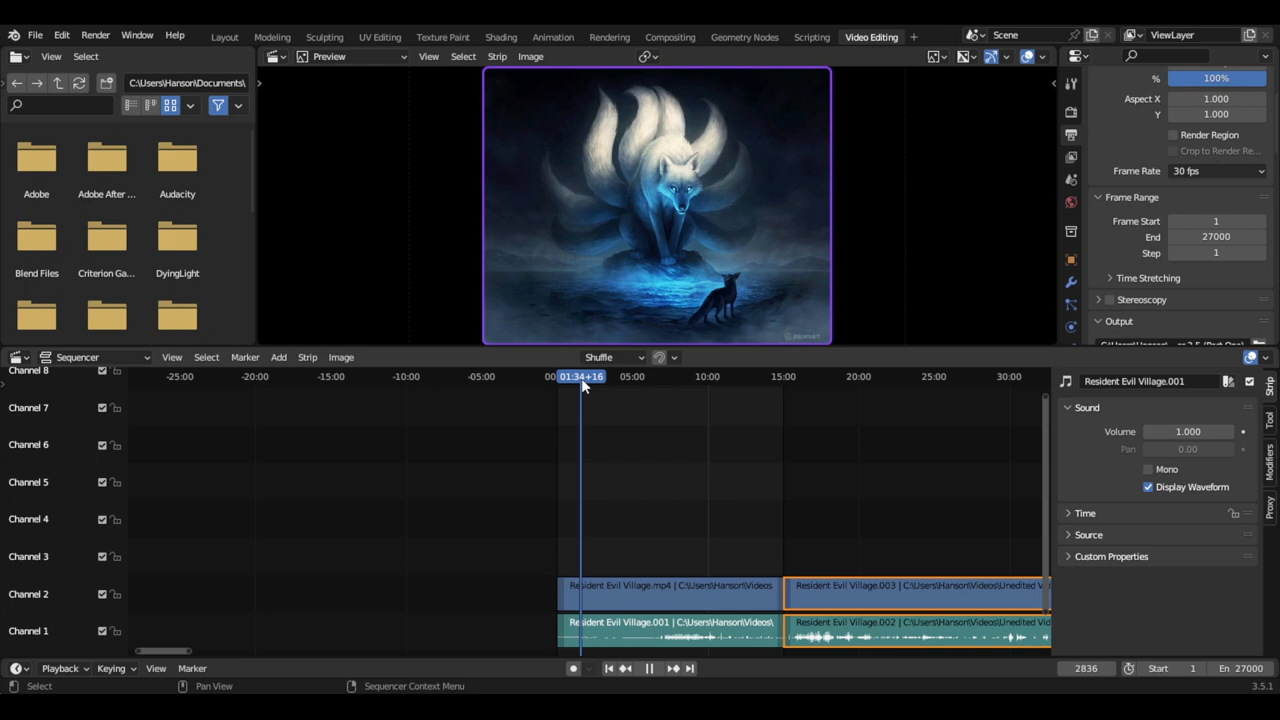 File Edit Render Window Help Layout Modeling Sculpting UV Editing Texture Paint Shading Animation Rendering Compositing Geometry Nodes Scripting Video Editing + Scene ViewLayer
View Select Preview View Select Strip Image
C:\Users\Hanson\Documents\
Adobe Adobe After ... Audacity
Blend Files Criterion Ga... DyingLight
% 100%
Aspect X 1.000
Y 1.000
Render Region
Crop to Render Re...
Frame Rate 30 fps
Frame Range
Frame Start 1
End 27000
Step 1
Time Stretching
Stereoscopy
Output
Sequencer View Select Marker Add Strip Image Shuffle
-25:00 -20:00 -15:00 -10:00 -05:00 00 01:34+16 05:00 10:00 15:00 20:00 25:00 30:00
Channel 8
Channel 7
Channel 6
Channel 5
Channel 4
Channel 3
Channel 2
Channel 1
Resident Evil Village.mp4 | C:\Users\Hanson\Videos Resident Evil Village.003 | C:\Users\Hanson\Videos\Unedited Vid
Resident Evil Village.001 | C:\Users\Hanson\Videos\ Resident Evil Village.002 | C:\Users\Hanson\Videos\Unedited Vid
Resident Evil Village.001
Sound
Volume 1.000
Pan 0.00
Mono
Display Waveform
Time
Source
Custom Properties
Strip
Tool
Modifiers
Proxy
Playback Keying View Marker 2836 Start 1 En 27000
Select Pan View Sequencer Context Menu 3.5.1